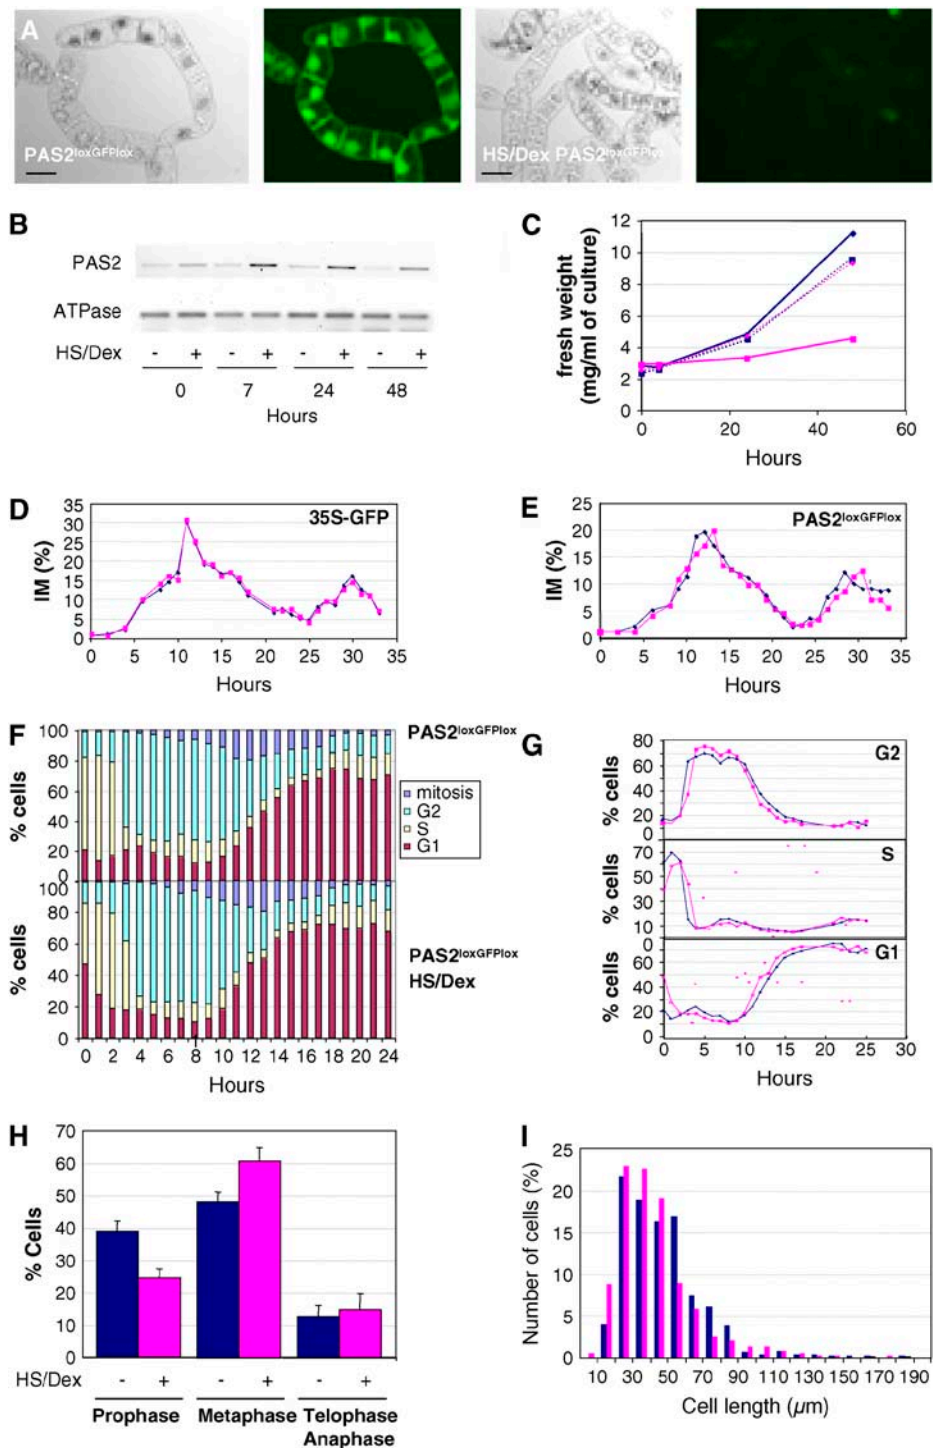 A
PAS2loxGFPlox
HS/Dex PAS2loxGFPlox
B
PAS2
ATPase
HS/Dex - + - + - + - +
0 7 24 48
Hours
C
fresh weight
(mg/ml of culture)
12
10
8
6
4
2
0
0 20 40 60
Hours
D
35S-GFP
IM (%)
35
30
25
20
15
10
5
0
0 5 10 15 20 25 30 35
Hours
E
PAS2loxGFPlox
IM (%)
25
20
15
10
5
0
0 5 10 15 20 25 30 35
Hours
F
PAS2loxGFPlox
% cells
100
80
60
40
20
0
mitosis
G2
S
G1
PAS2loxGFPlox
HS/Dex
% cells
100
80
60
40
20
0
0 2 4 6 8 10 12 14 16 18 20 22 24
Hours
G
G2
% cells
80
60
40
20
0
S
% cells
70
50
30
10
0
G1
% cells
60
40
20
0
0 5 10 15 20 25 30
Hours
H
% Cells
70
60
50
40
30
20
10
0
HS/Dex - + - + - +
Prophase Metaphase Telophase
Anaphase
I
Number of cells (%)
25
20
15
10
5
0
10 30 50 70 90 110 130 150 170 190
Cell length (µm)